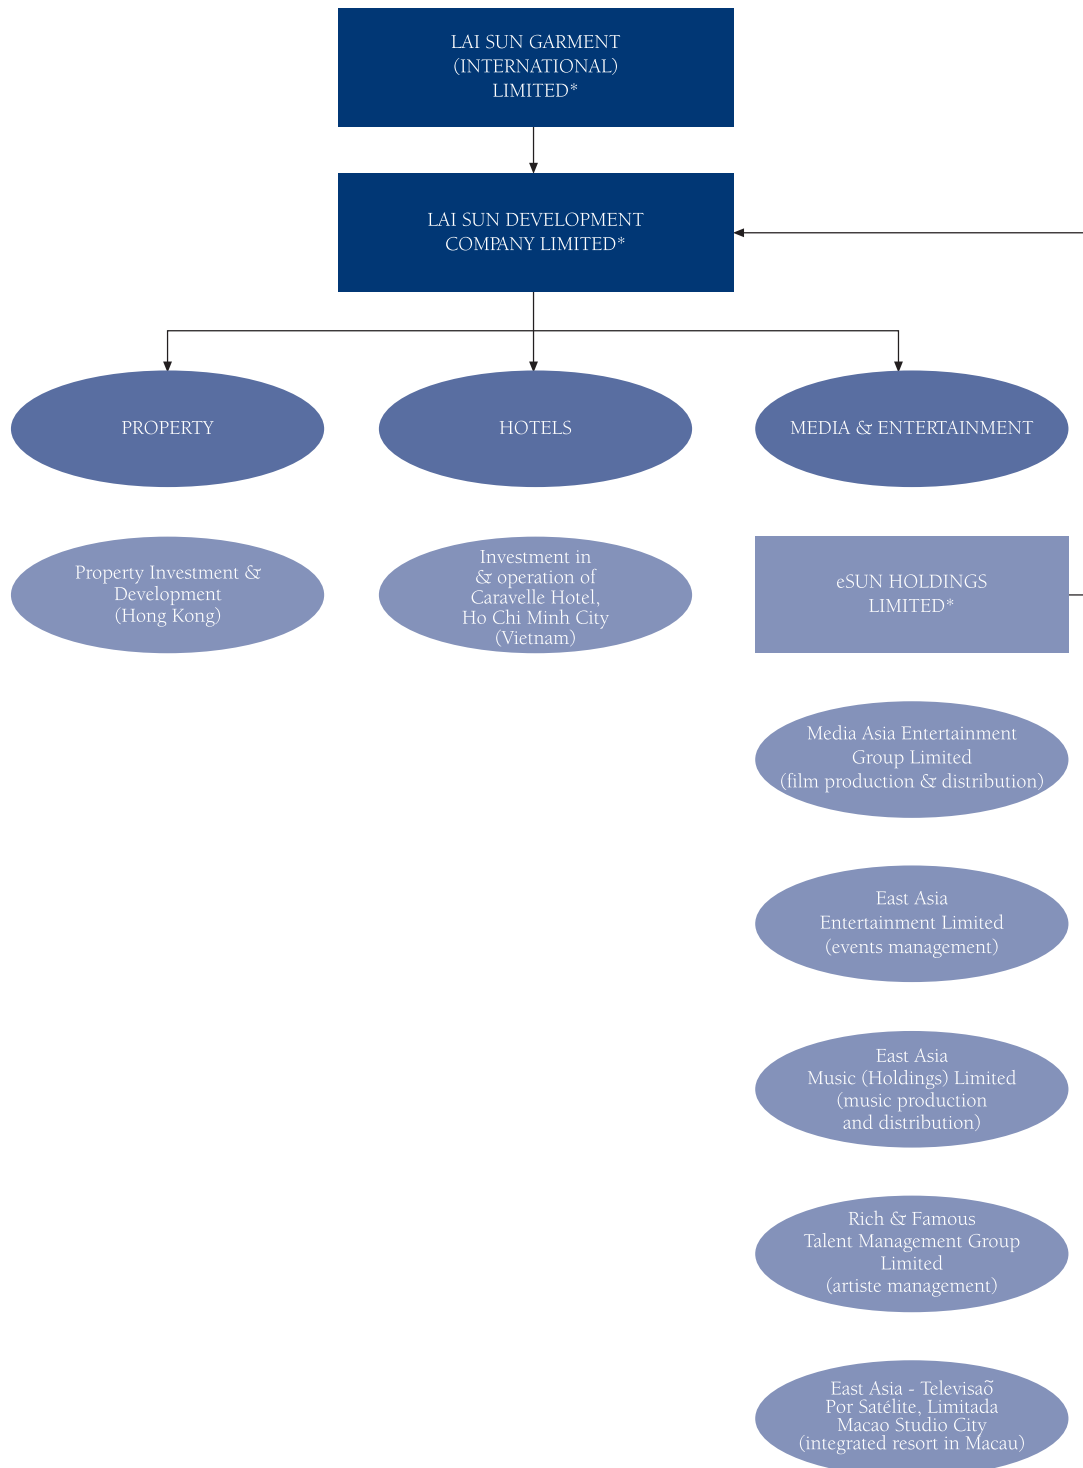 LAI SUN GARMENT
(INTERNATIONAL)
LIMITED*
LAI SUN DEVELOPMENT
COMPANY LIMITED*
PROPERTY
HOTELS
MEDIA & ENTERTAINMENT
Property Investment &
Development
(Hong Kong)
Investment in
& operation of
Caravelle Hotel,
Ho Chi Minh City
(Vietnam)
eSUN HOLDINGS
LIMITED*
Media Asia Entertainment
Group Limited
(film production & distribution)
East Asia
Entertainment Limited
(events management)
East Asia
Music (Holdings) Limited
(music production
and distribution)
Rich & Famous
Talent Management Group
Limited
(artiste management)
East Asia - Televisaõ
Por Satélite, Limitada
Macao Studio City
(integrated resort in Macau)